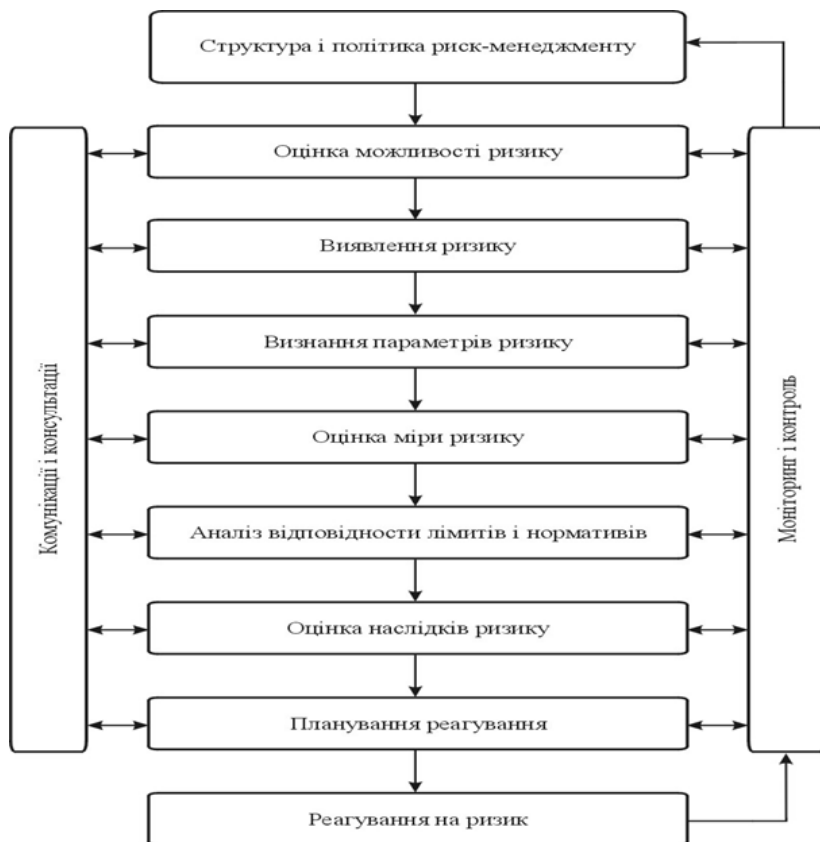 Структура і політика риск-менеджменту
Оцінка можливості ризику
Виявлення ризику
Визнання параметрів ризику
Оцінка міри ризику
Аналіз відповідности лімитів і нормативів
Оцінка наслідків ризику
Планування реагування
Реагування на ризик
Комунікації і консультації
Моніторинг і контроль